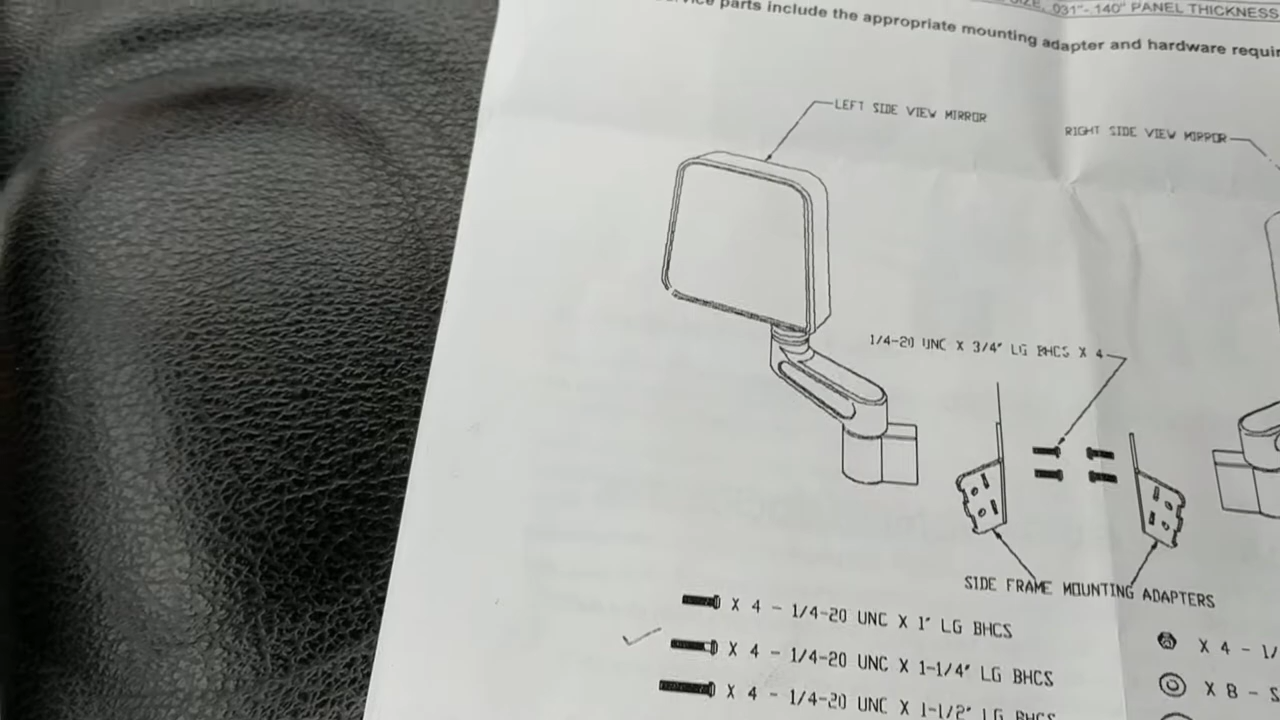 SIZE, .031"-.140" PANEL THICKNESS
parts include the appropriate mounting adapter and hardware
LEFT SIDE VIEW MIRROR
RIGHT SIDE VIEW MIRROR
1/4-20 UNC X 3/4" LG BHCS X 4
SIDE FRAME MOUNTING ADAPTERS
X 4 - 1/4-20 UNC X 1" LG BHCS
X 4 - 1/4-20 UNC X 1-1/4" LG BHCS
X 4 - 1/4-20 UNC X 1-1/2" LG BHCS
X 4 - 1/
X 8 - S